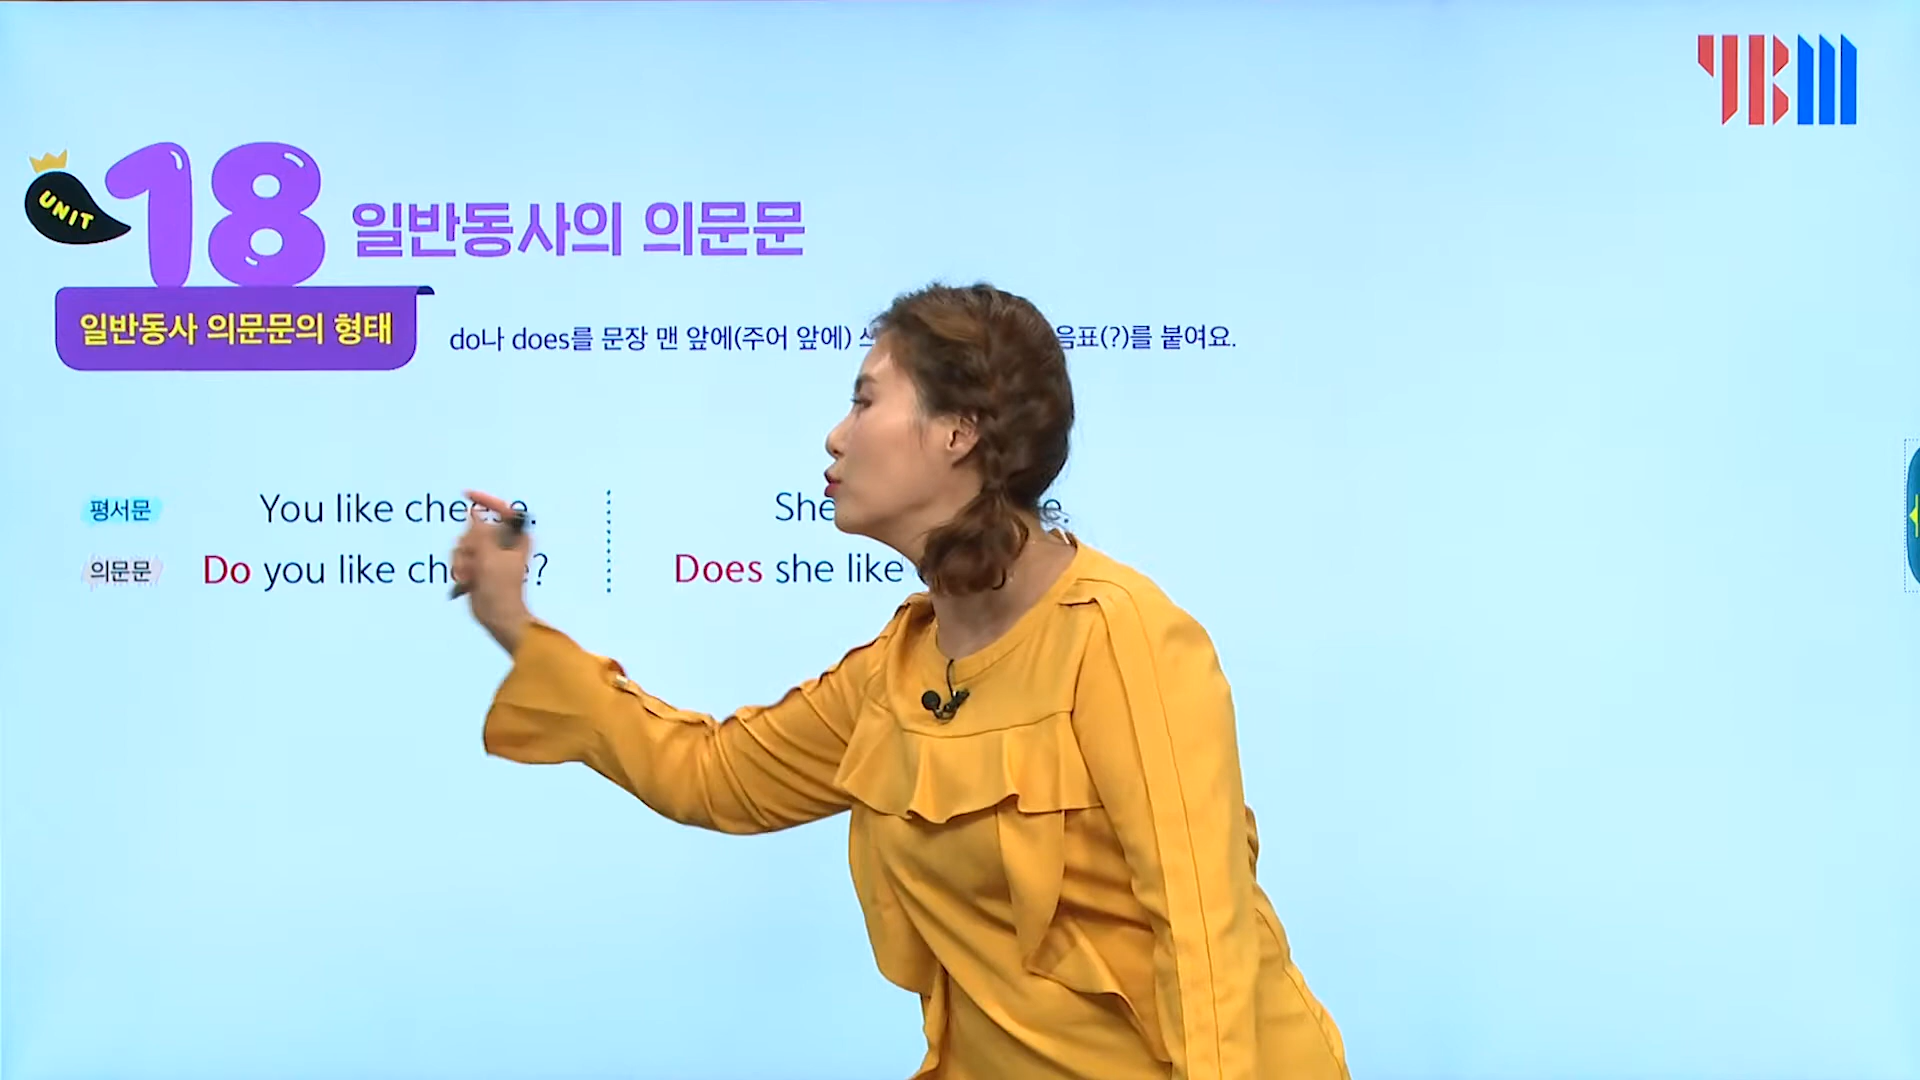 YBM
UNIT 18 일반동사의 의문문
일반동사 의문문의 형태
do나 does를 문장 맨 앞에(주어 앞에) 음표(?)를 붙여요.
평서문 You like cheese. She
의문문 Do you like cheese? Does she like